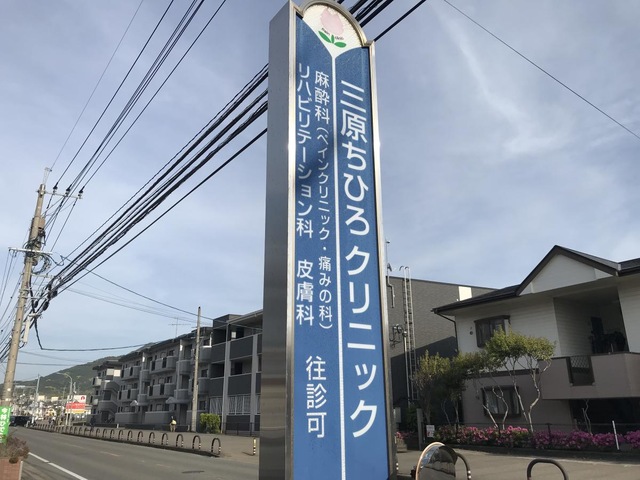 三原ちひろクリニック
麻酔科(ペインクリニック・痛みの科)
リハビリテーション科 皮膚科
往診可